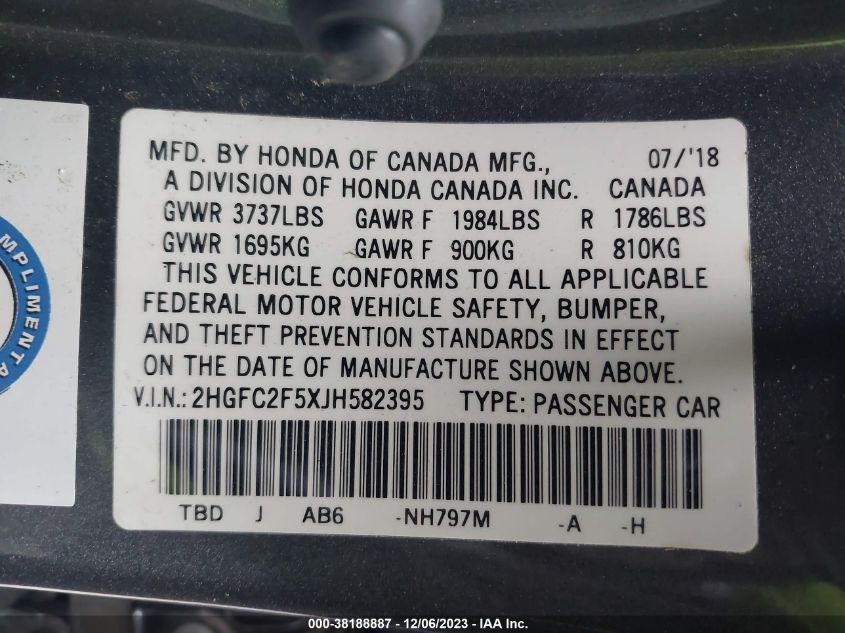 MFD. BY HONDA OF CANADA MFG., 07/'18
A DIVISION OF HONDA CANADA INC. CANADA
GVWR 3737LBS GAWR F 1984LBS R 1786LBS
GVWR 1695KG GAWR F 900KG R 810KG
THIS VEHICLE CONFORMS TO ALL APPLICABLE
FEDERAL MOTOR VEHICLE SAFETY, BUMPER,
AND THEFT PREVENTION STANDARDS IN EFFECT
ON THE DATE OF MANUFACTURE SHOWN ABOVE.
V.I.N.: 2HGFC2F5XJH582395 TYPE: PASSENGER CAR
TBD J AB6 -NH797M -A -H
MPLIMENTA
000-38188887 - 12/06/2023 - IAA Inc.